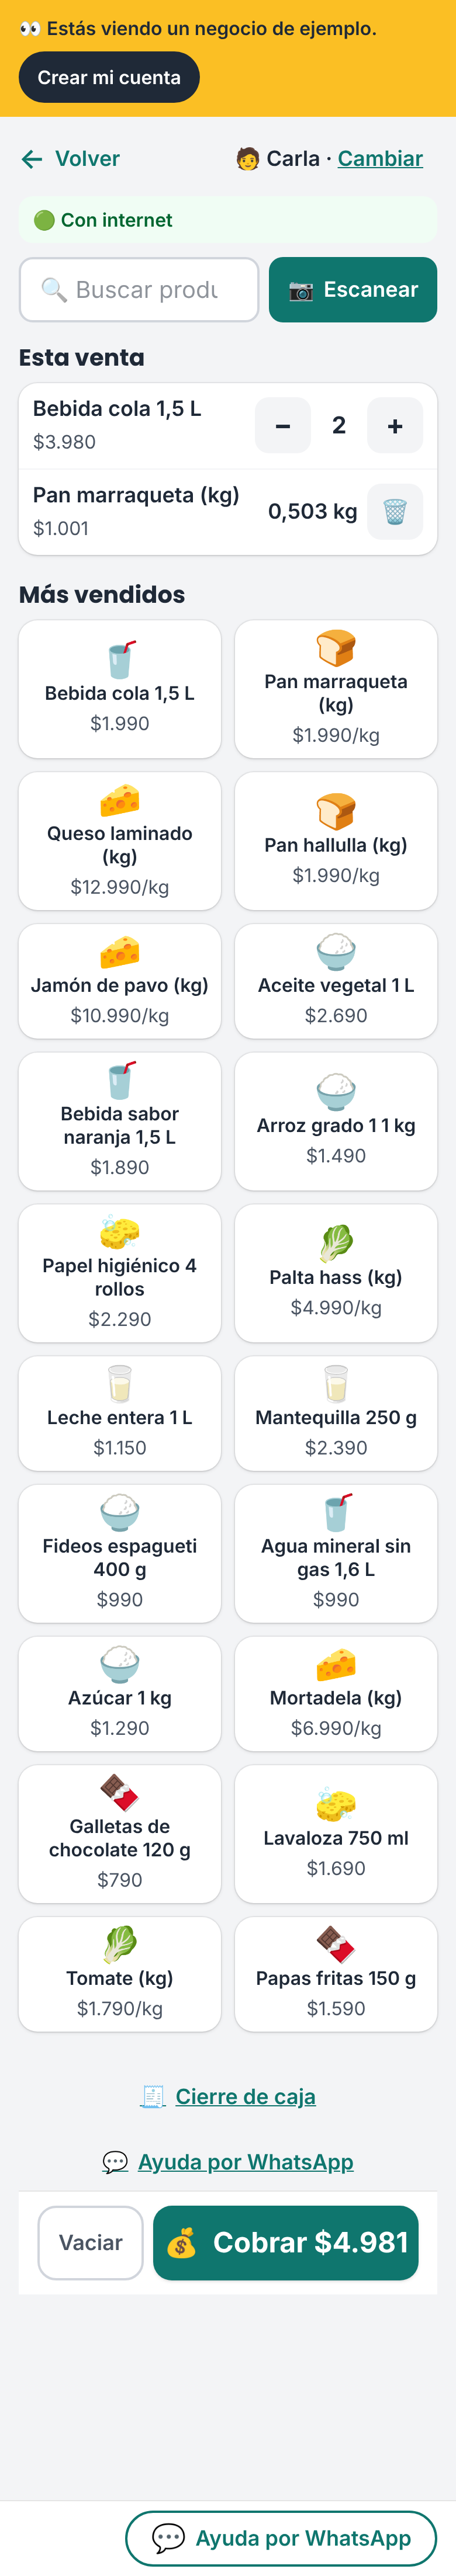 👀 Estás viendo un negocio de ejemplo.
Crear mi cuenta
← Volver
🧑 Carla · Cambiar
🟢 Con internet
🔍 Buscar produ
📷 Escanear
Esta venta
Bebida cola 1,5 L
$3.980
− 2 +
Pan marraqueta (kg)
$1.001
0,503 kg
Más vendidos
Bebida cola 1,5 L
$1.990
Pan marraqueta
(kg)
$1.990/kg
Queso laminado
(kg)
$12.990/kg
Pan hallulla (kg)
$1.990/kg
Jamón de pavo (kg)
$10.990/kg
Aceite vegetal 1 L
$2.690
Bebida sabor
naranja 1,5 L
$1.890
Arroz grado 1 1 kg
$1.490
Papel higiénico 4
rollos
$2.290
Palta hass (kg)
$4.990/kg
Leche entera 1 L
$1.150
Mantequilla 250 g
$2.390
Fideos espagueti
400 g
$990
Agua mineral sin
gas 1,6 L
$990
Azúcar 1 kg
$1.290
Mortadela (kg)
$6.990/kg
Galletas de
chocolate 120 g
$790
Lavaloza 750 ml
$1.690
Tomate (kg)
$1.790/kg
Papas fritas 150 g
$1.590
🧾 Cierre de caja
💬 Ayuda por WhatsApp
Vaciar
💰 Cobrar $4.981
💬 Ayuda por WhatsApp